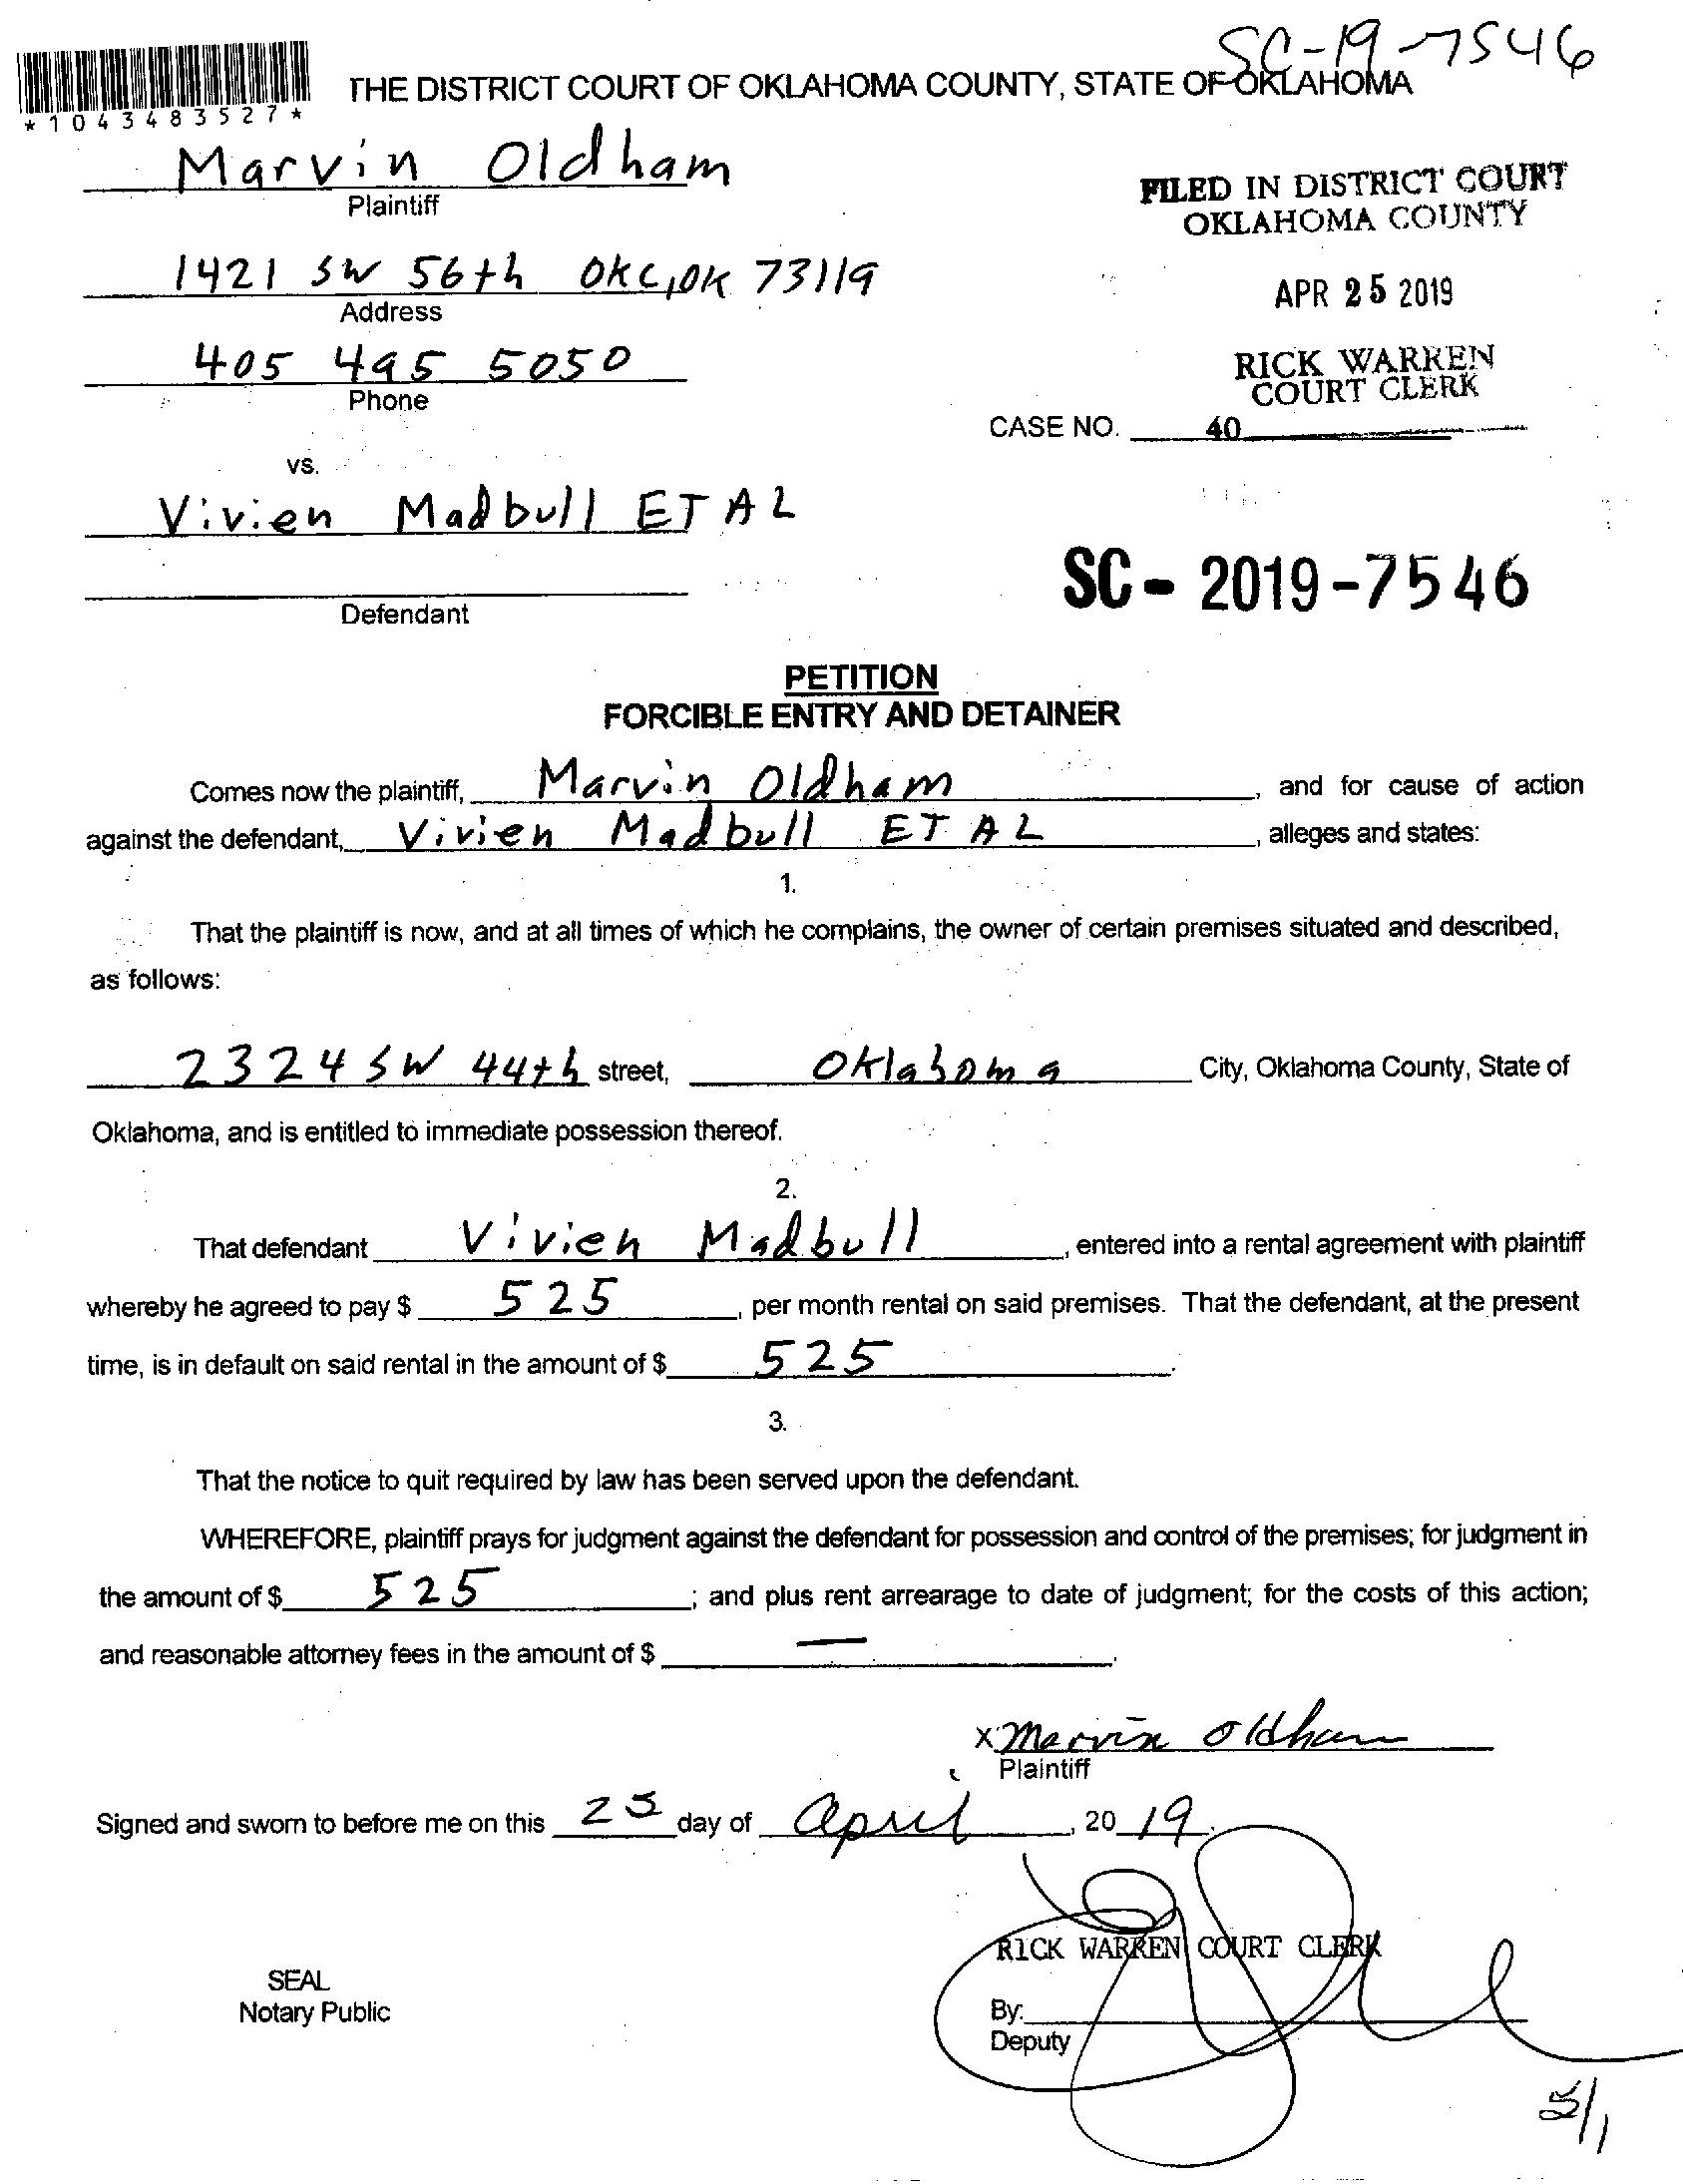 SC-19-7546
THE DISTRICT COURT OF OKLAHOMA COUNTY, STATE OF OKLAHOMA
*1043483527*
Marvin Oldham
Plaintiff
FILED IN DISTRICT COURT
OKLAHOMA COUNTY
1421 SW 56th OKC, OK 73119
Address
APR 25 2019
405 495 5050
Phone
RICK WARREN
COURT CLERK
CASE NO. 40
vs.
Vivien Madbull ET AL
Defendant
SC - 2019-7546
PETITION
FORCIBLE ENTRY AND DETAINER
Comes now the plaintiff, Marvin Oldham, and for cause of action
against the defendant, Vivien Madbull ET AL, alleges and states:
1.
That the plaintiff is now, and at all times of which he complains, the owner of certain premises situated and described,
as follows:
2324 SW 44th street, Oklahoma City, Oklahoma County, State of
Oklahoma, and is entitled to immediate possession thereof.
2.
That defendant Vivien Madbull, entered into a rental agreement with plaintiff
whereby he agreed to pay $ 525, per month rental on said premises. That the defendant, at the present
time, is in default on said rental in the amount of $ 525.
3.
That the notice to quit required by law has been served upon the defendant.
WHEREFORE, plaintiff prays for judgment against the defendant for possession and control of the premises; for judgment in
the amount of $ 525; and plus rent arrearage to date of judgment; for the costs of this action;
and reasonable attorney fees in the amount of $ —.
X Marvin Oldham
Plaintiff
Signed and sworn to before me on this 25 day of April, 20 19.
RICK WARREN COURT CLERK
SEAL
Notary Public
By:
Deputy
5/1